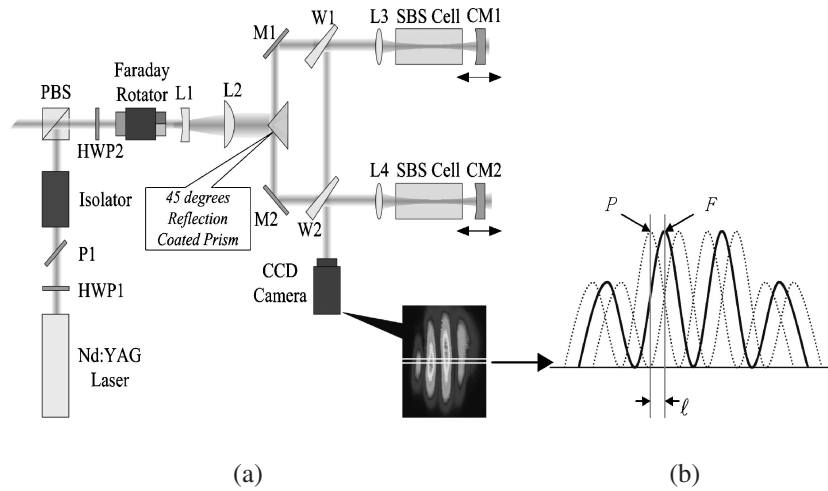 M1
W1
L3
SBS Cell
CM1
PBS
Faray
Rotator
L1
L2
HWP2
Isolator
45 degrees
Reflection
Coated Prism
M2
W2
L4
SBS Cell
CM2
P1
HWP1
CCD
Camera
Nd:YAG
Laser
P
F
ℓ
(a)
(b)